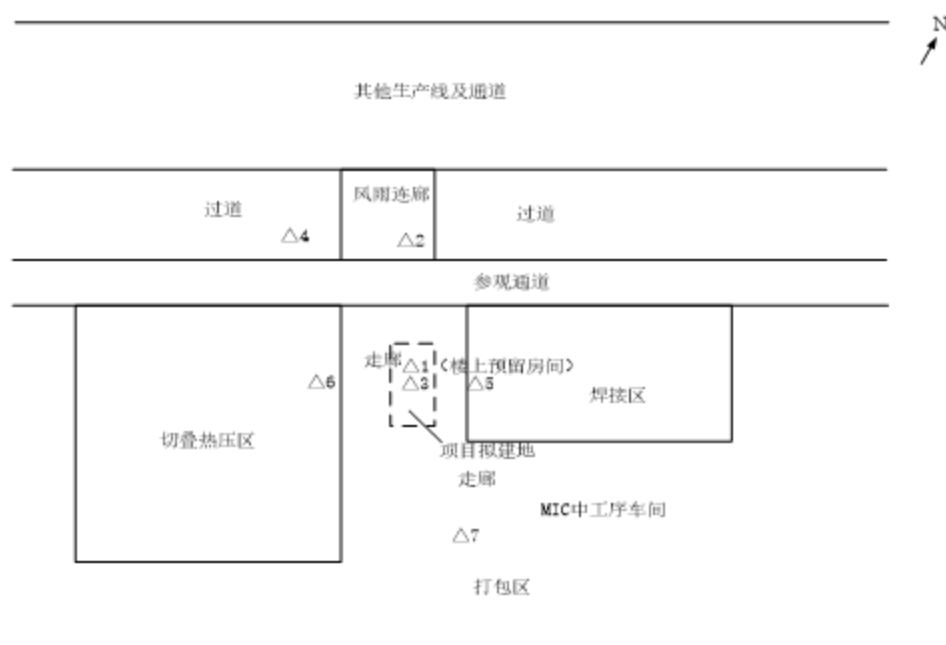 N
其他生产线及通道
风雨连廊
过道
过道
△4
△2
参观通道
走廊
△1(楼上预留房间)
△6
△3
△5
焊接区
切叠热压区
项目拟建地
走廊
MIC中工序车间
△7
打包区